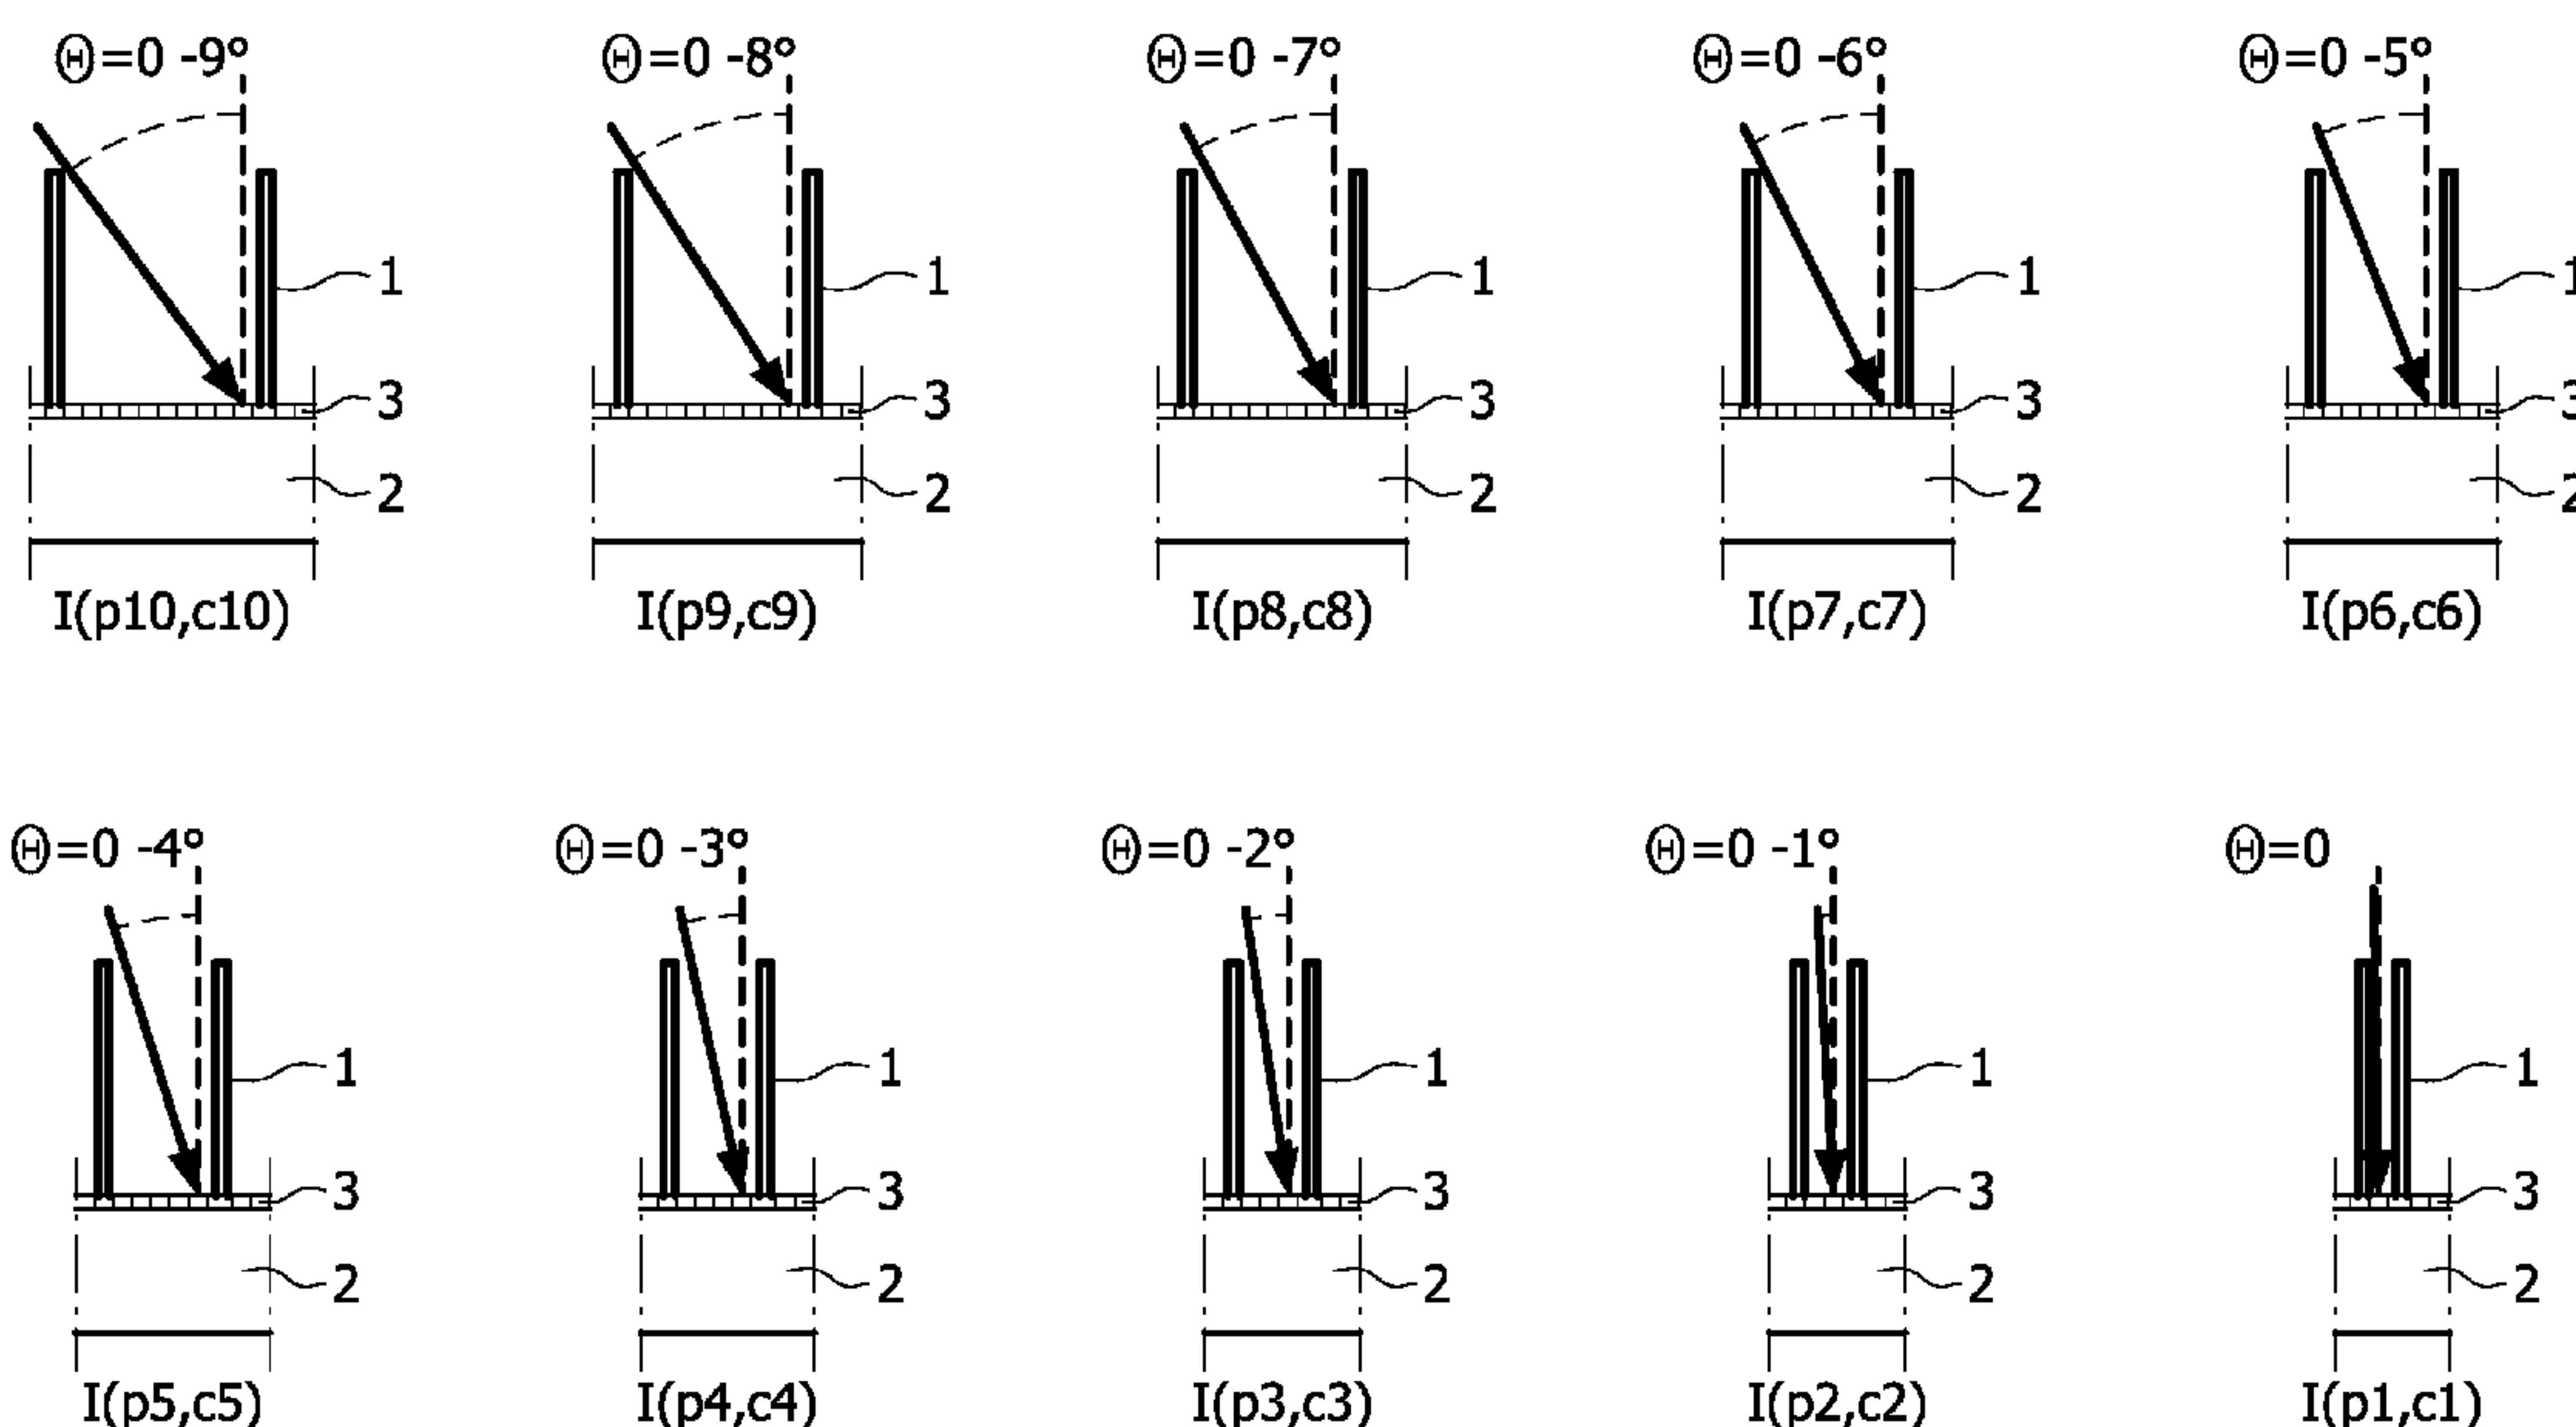 Θ=0 -9° Θ=0 -8° Θ=0 -7° Θ=0 -6° Θ=0 -5°
1 1 1 1 1
3 3 3 3 3
2 2 2 2 2
I(p10,c10) I(p9,c9) I(p8,c8) I(p7,c7) I(p6,c6)
Θ=0 -4° Θ=0 -3° Θ=0 -2° Θ=0 -1° Θ=0
1 1 1 1 1
3 3 3 3 3
2 2 2 2 2
I(p5,c5) I(p4,c4) I(p3,c3) I(p2,c2) I(p1,c1)